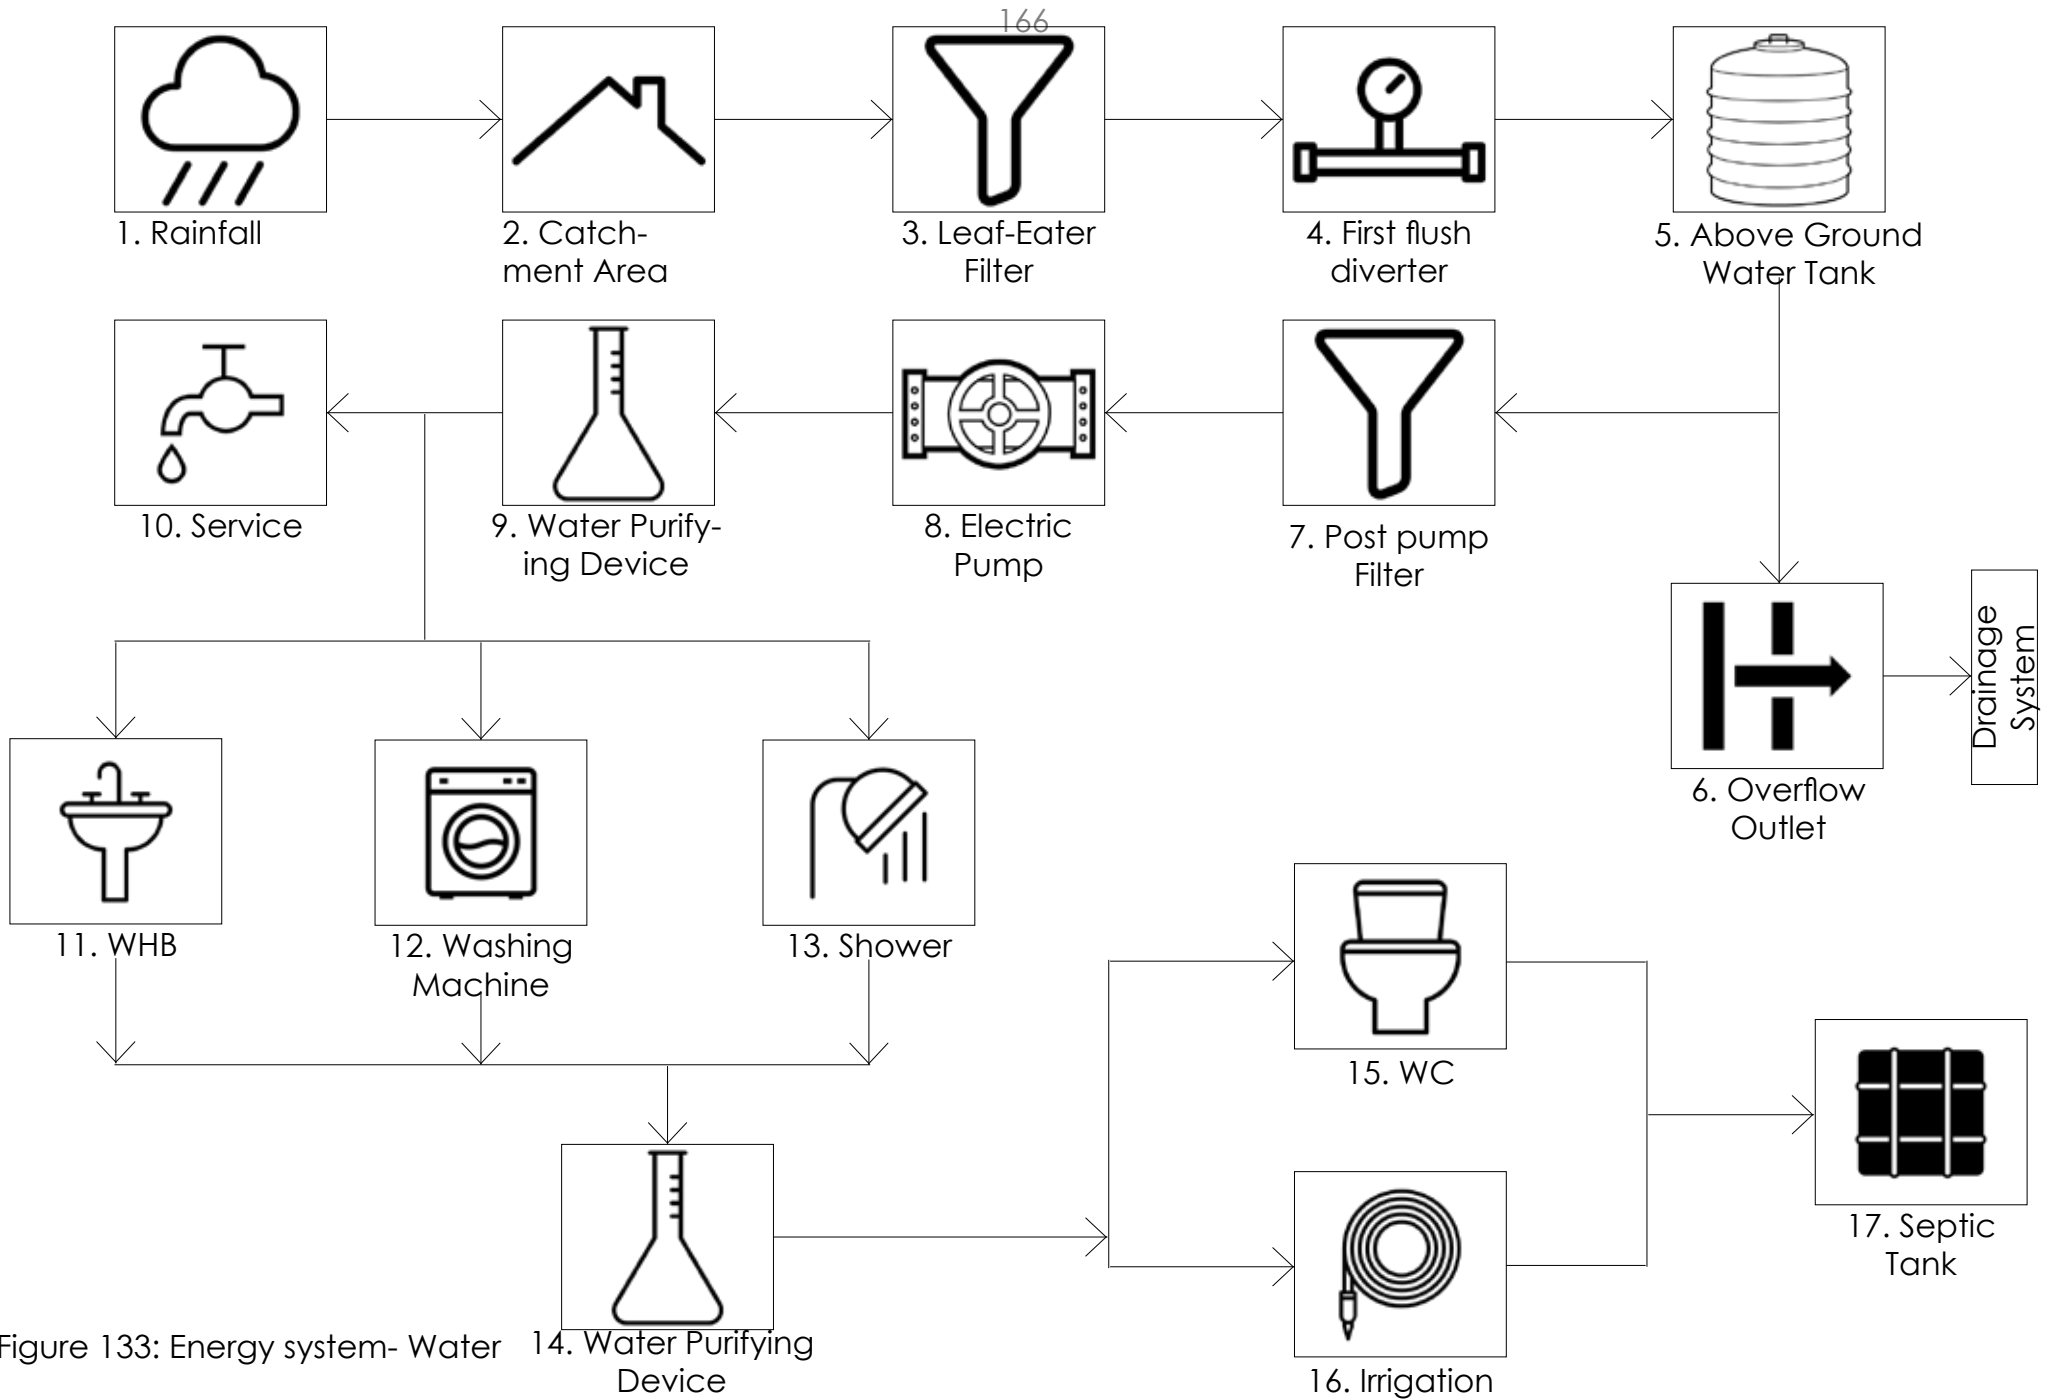 166
1. Rainfall
2. Catch-
ment Area
3. Leaf-Eater
Filter
4. First flush
diverter
5. Above Ground
Water Tank
10. Service
9. Water Purify-
ing Device
8. Electric
Pump
7. Post pump
Filter
Drainage
System
6. Overflow
Outlet
11. WHB
12. Washing
Machine
13. Shower
15. WC
17. Septic
Tank
Figure 133: Energy system- Water
14. Water Purifying
Device
16. Irrigation